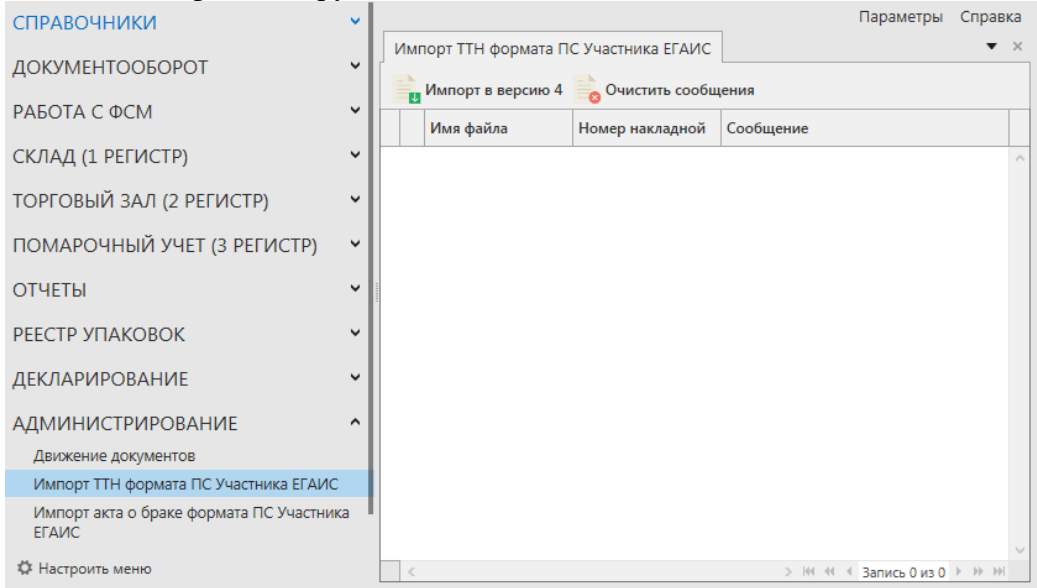 СПРАВОЧНИКИ
ДОКУМЕНТООБОРОТ
РАБОТА С ФСМ
СКЛАД (1 РЕГИСТР)
ТОРГОВЫЙ ЗАЛ (2 РЕГИСТР)
ПОМАРОЧНЫЙ УЧЕТ (3 РЕГИСТР)
ОТЧЕТЫ
РЕЕСТР УПАКОВОК
ДЕКЛАРИРОВАНИЕ
АДМИНИСТРИРОВАНИЕ
Движение документов
Импорт ТТН формата ПС Участника ЕГАИС
Импорт акта о браке формата ПС Участника
ЕГАИС
Настроить меню
Параметры Справка
Импорт ТТН формата ПС Участника ЕГАИС
Импорт в версию 4 Очистить сообщения
Имя файла Номер накладной Сообщение
Запись 0 из 0